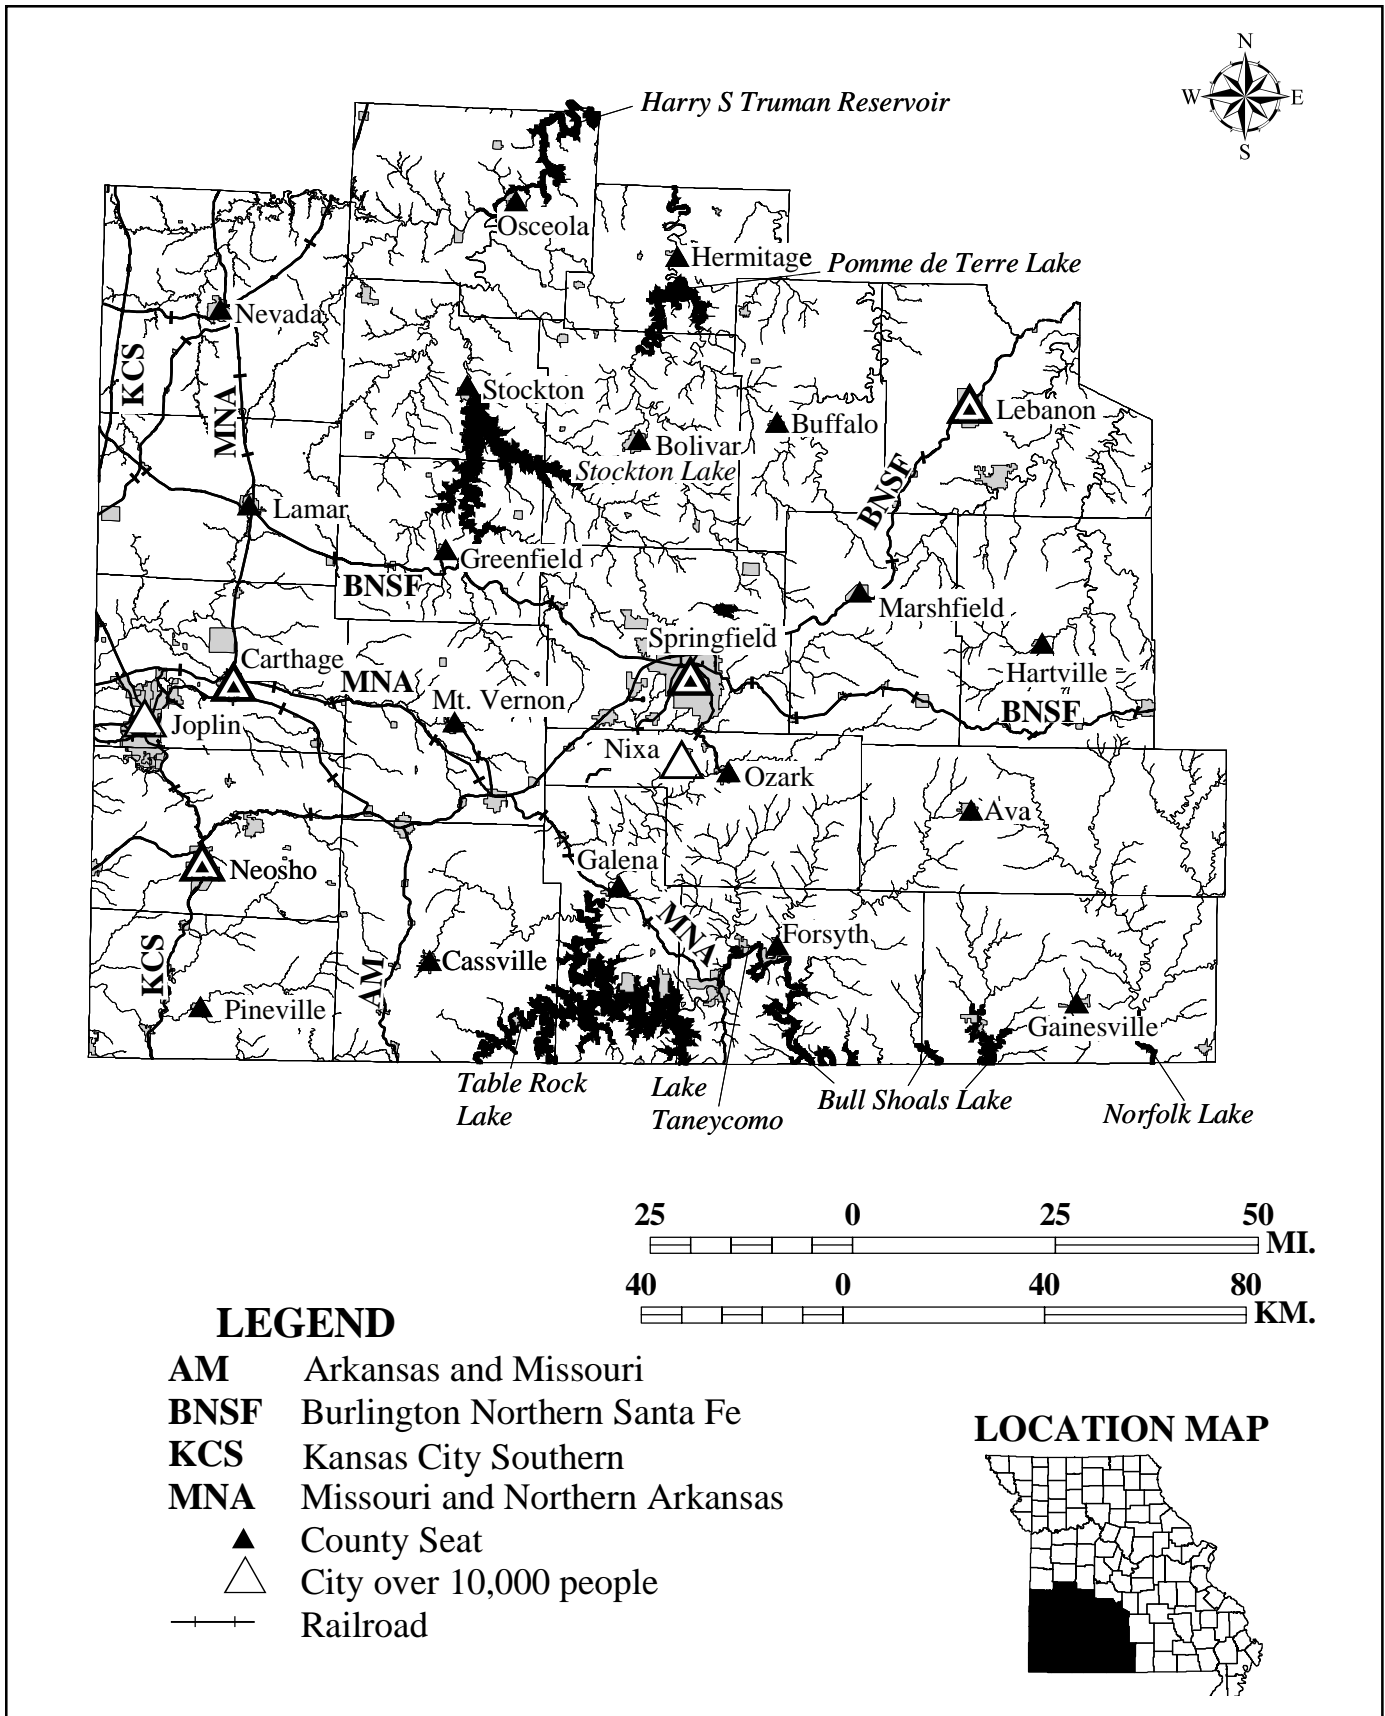 N
W E
S
Harry S Truman Reservoir
Osceola
Hermitage
Pomme de Terre Lake
Nevada
KCS
MNA
Stockton
Lebanon
Buffalo
Bolivar
Stockton Lake
BNSF
Lamar
Greenfield
BNSF
Marshfield
Springfield
Carthage
Hartville
MNA
Mt. Vernon
BNSF
Joplin
Nixa
Ozark
Ava
Galena
Neosho
MNA
Forsyth
KCS
AM
Cassville
Pineville
Gainesville
Table Rock
Lake
Lake
Taneycomo
Bull Shoals Lake
Norfolk Lake
25 0 25 50
MI.
40 0 40 80
KM.
LEGEND
AM Arkansas and Missouri
BNSF Burlington Northern Santa Fe
KCS Kansas City Southern
MNA Missouri and Northern Arkansas
County Seat
City over 10,000 people
Railroad
LOCATION MAP